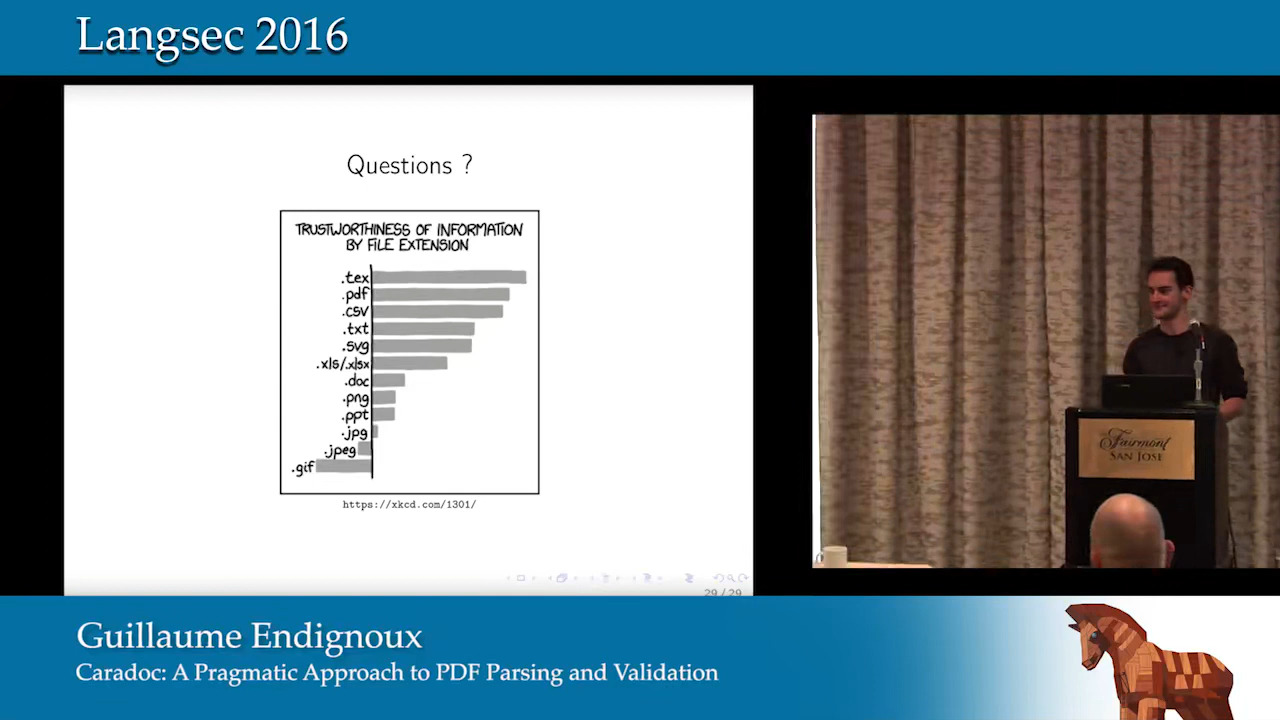 Langsec 2016
Questions ?
TRUSTWORTHINESS OF INFORMATION
BY FILE EXTENSION
.tex
.pdf
.csv
.txt
.svg
.xls/.xlsx
.doc
.png
.ppt
.jpg
.jpeg
.gif
https://xkcd.com/1301/
29 / 29
Fairmont
SAN JOSE
Guillaume Endignoux
Caradoc: A Pragmatic Approach to PDF Parsing and Validation